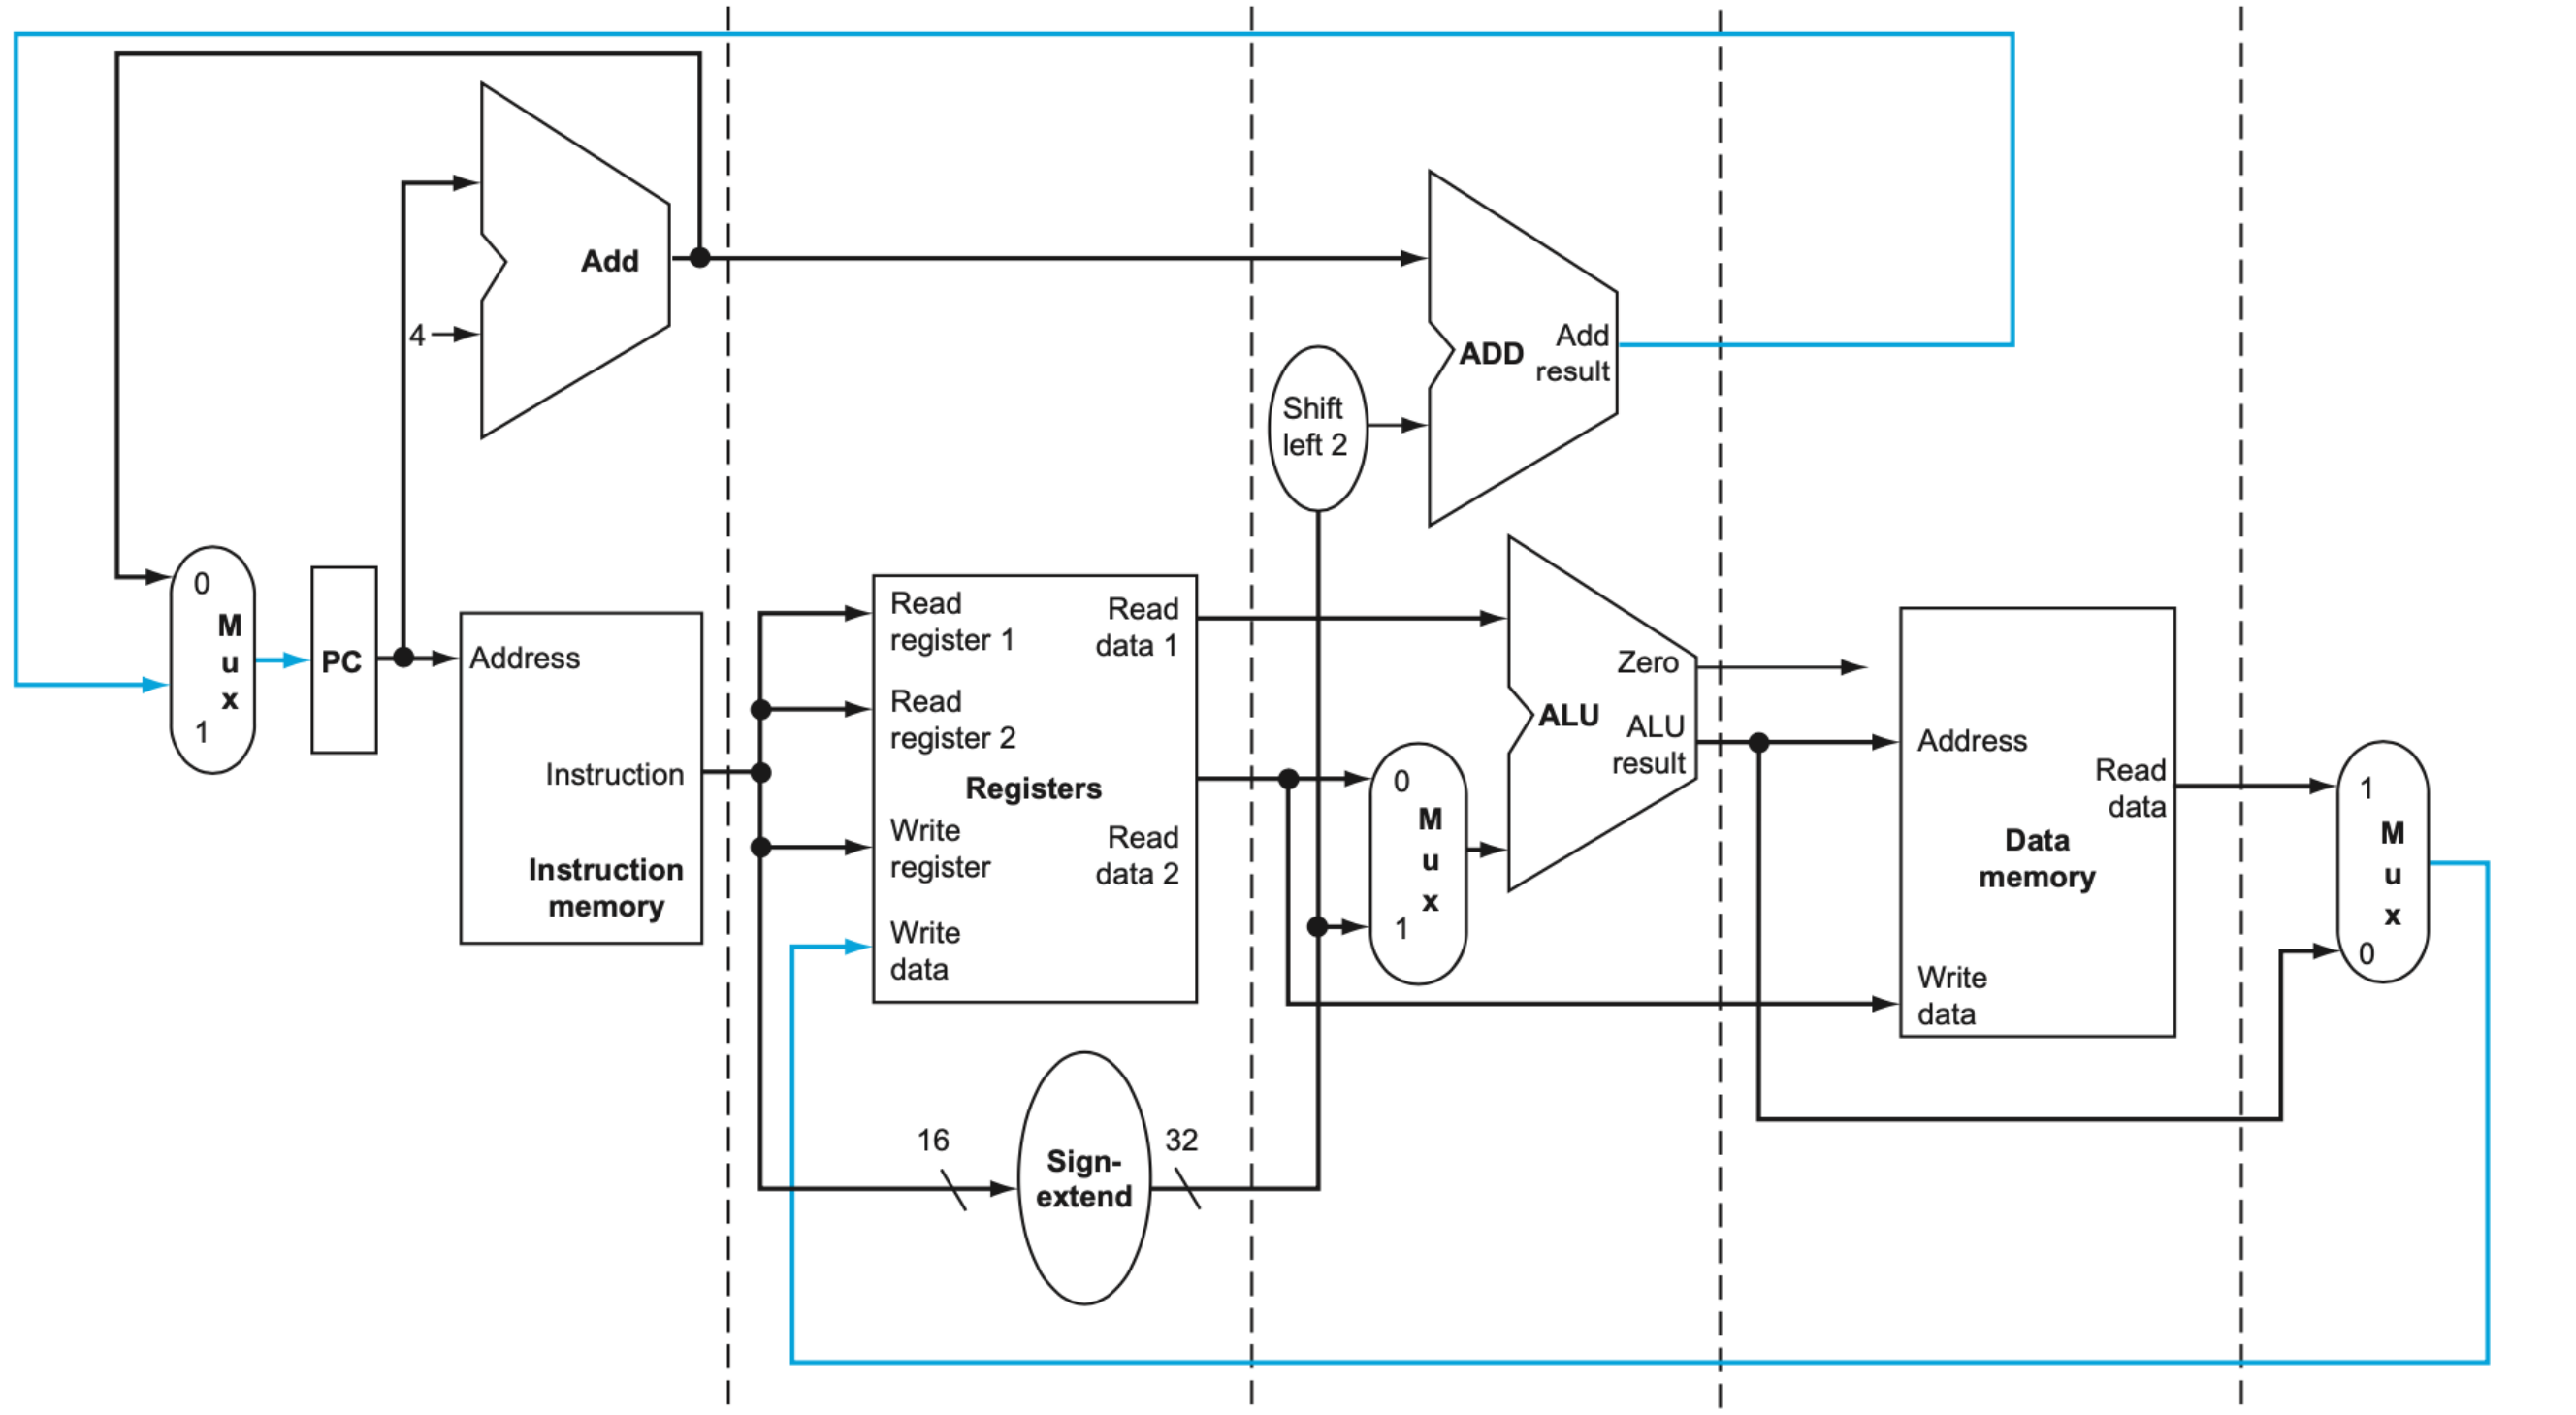 Add
4
ADD
Add
result
Shift
left 2
0
M
u
x
1
PC
Address
Instruction
Instruction
memory
Read
register 1
Read
data 1
Read
register 2
Registers
Write
register
Read
data 2
Write
data
16
Sign-
extend
32
0
M
u
x
1
Zero
ALU
ALU
result
Address
Read
data
Data
memory
Write
data
1
M
u
x
0